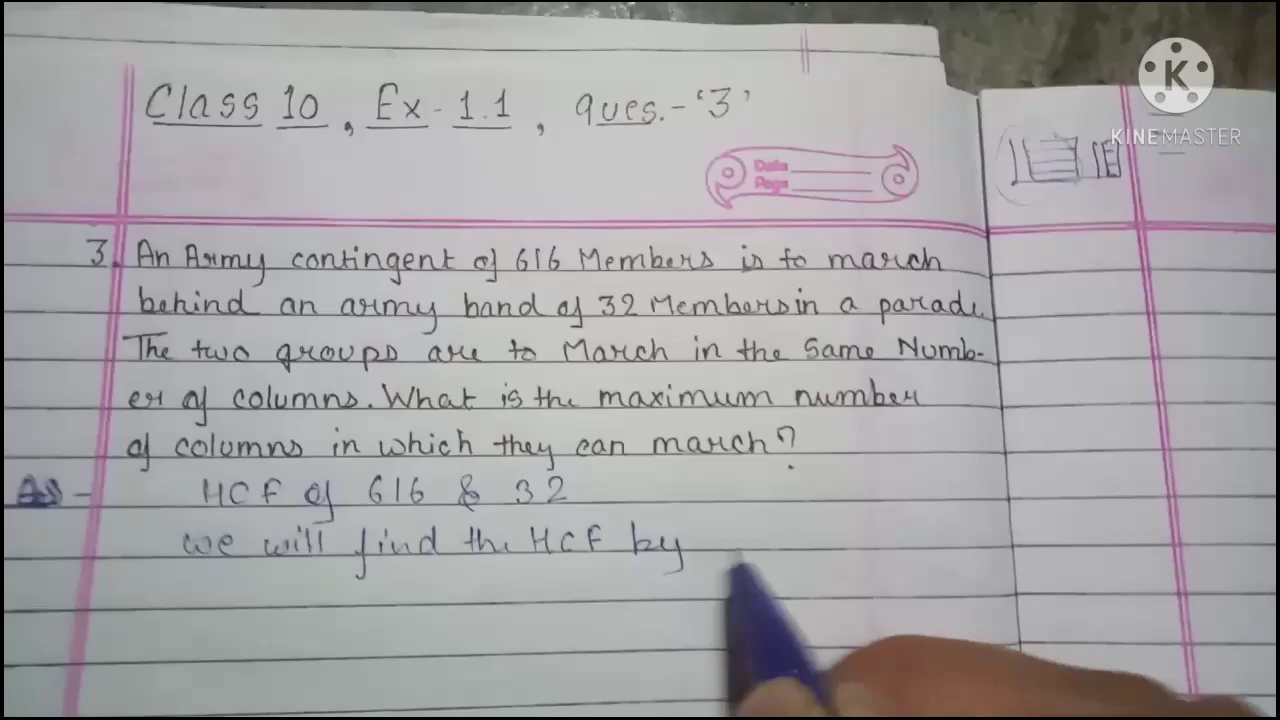 Class 10, Ex-1.1, ques.-'3'
KINEMASTER
Date
Page
3. An Army contingent of 616 Members is to march
behind an army band of 32 Members in a parade.
The two groups are to March in the Same Numb-
er of columns. What is the maximum number
of columns in which they can march?
As - HCF of 616 & 32
we will find the HCF by